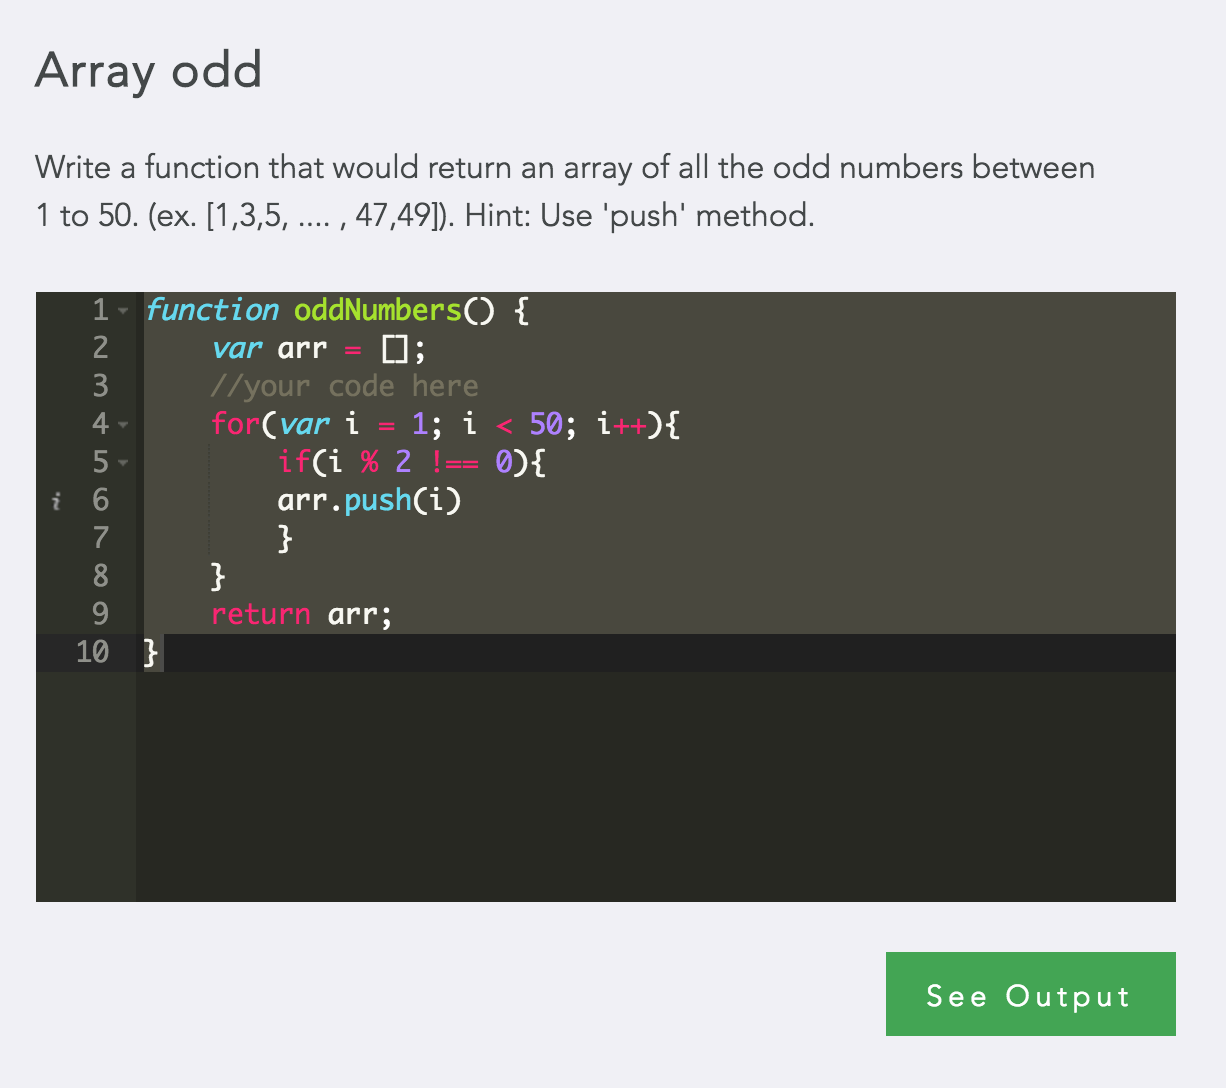 Array odd
Write a function that would return an array of all the odd numbers between
1 to 50. (ex. [1,3,5, .... , 47,49]). Hint: Use 'push' method.
1 function oddNumbers() {
2     var arr = [];
3     //your code here
4     for(var i = 1; i < 50; i++){
5         if(i % 2 !== 0){
i 6         arr.push(i)
7         }
8     }
9     return arr;
10 }
See Output